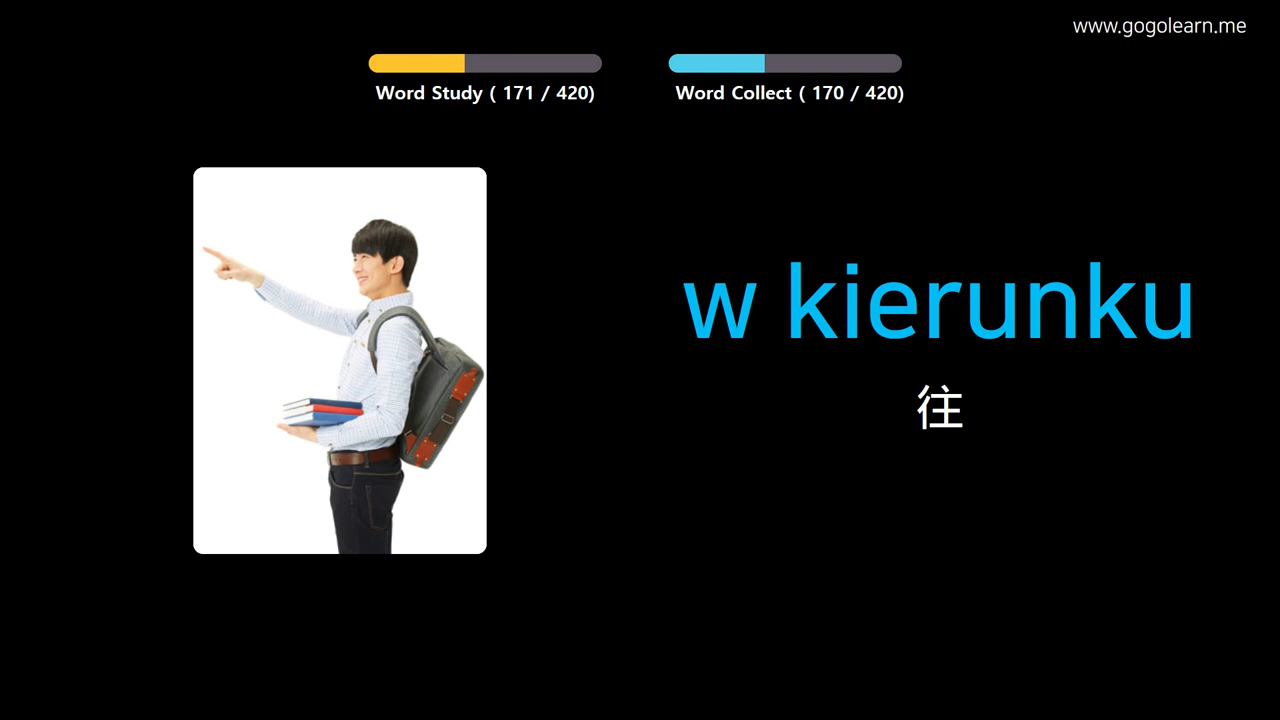 www.gogolearn.me
Word Study ( 171 / 420)
Word Collect ( 170 / 420)
w kierunku
往